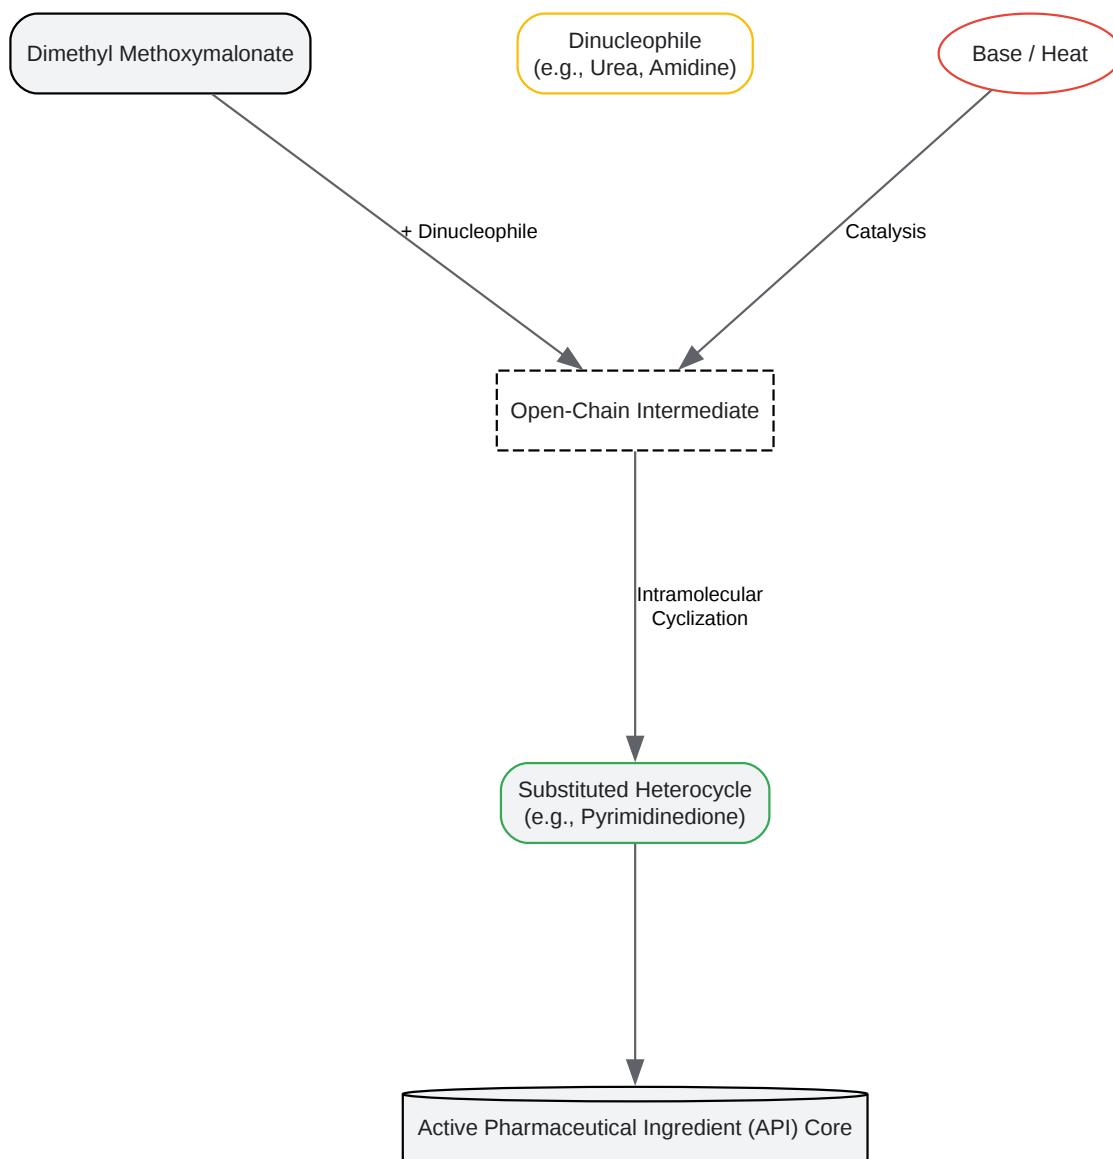 Dimethyl Methoxymalonate
Dinucleophile
(e.g., Urea, Amidine)
Base / Heat
+ Dinucleophile
Catalysis
Open-Chain Intermediate
Intramolecular
Cyclization
Substituted Heterocycle
(e.g., Pyrimidinedione)
Active Pharmaceutical Ingredient (API) Core